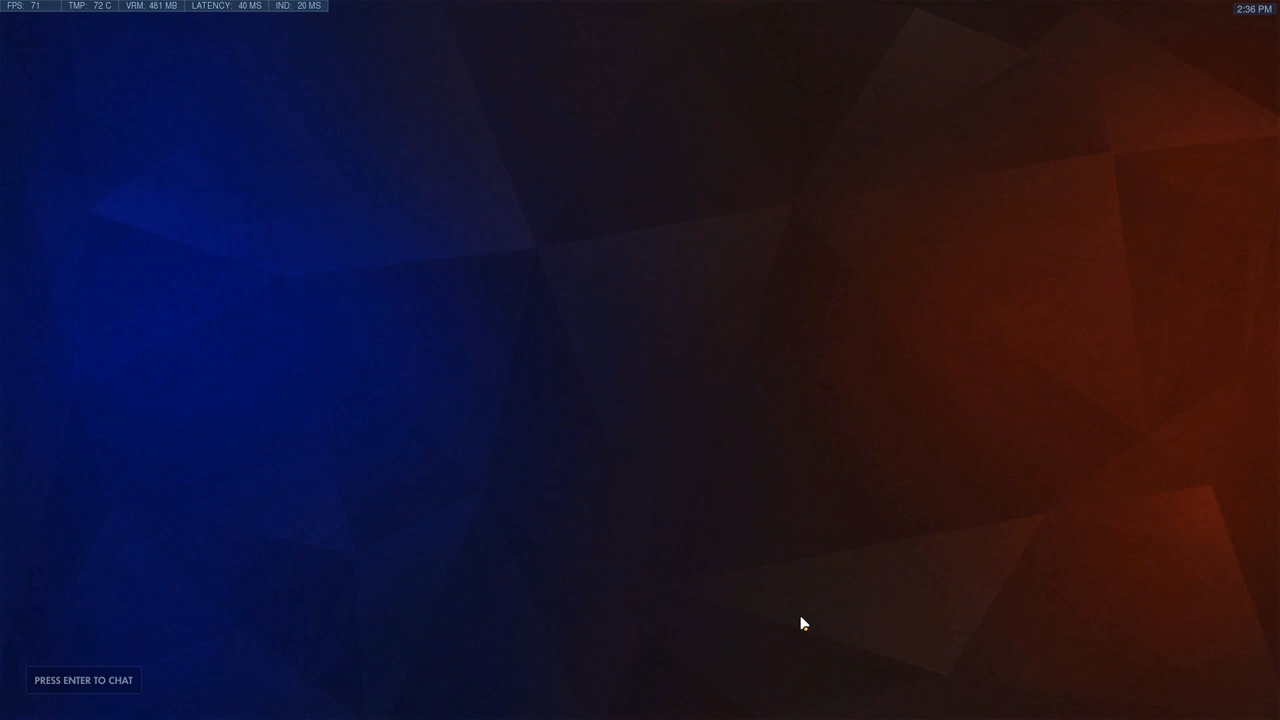 FPS: 71 TMP: 72 C VRM: 481 MB LATENCY: 40 MS IND: 20 MS
2:36 PM
PRESS ENTER TO CHAT